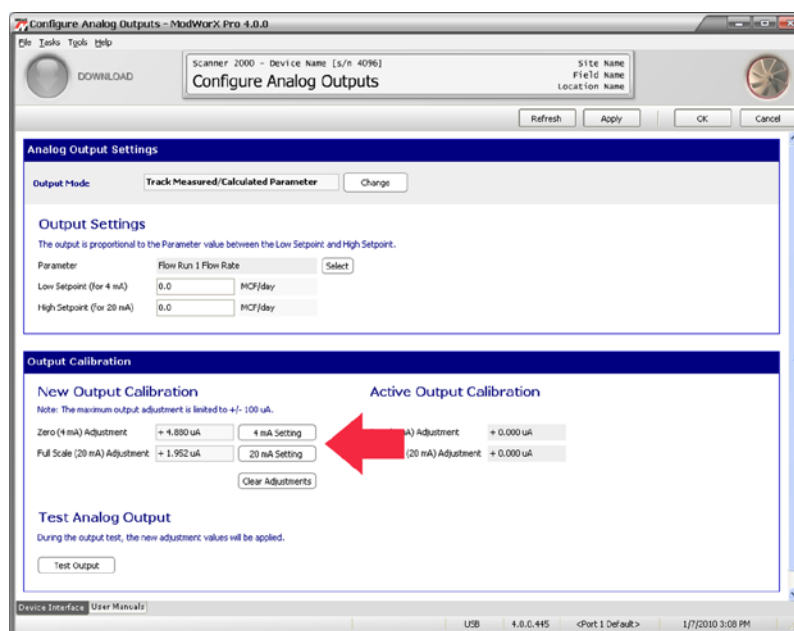 Configure Analog Outputs - ModWorX Pro 4.0.0
File Tasks Tools Help
DOWNLOAD
Scanner 2000 - Device Name [s/n 4096]
Configure Analog Outputs
Site Name
Field Name
Location Name
Refresh Apply OK Cancel
Analog Output Settings
Output Mode Track Measured/Calculated Parameter Change
Output Settings
The output is proportional to the Parameter value between the Low Setpoint and High Setpoint.
Parameter Flow Run 1 Flow Rate Select
Low Setpoint (for 4 mA) 0.0 MCF/day
High Setpoint (for 20 mA) 0.0 MCF/day
Output Calibration
New Output Calibration Active Output Calibration
Note: The maximum output adjustment is limited to +/- 100 uA.
Zero (4 mA) Adjustment + 4.880 uA 4 mA Setting Adjustment + 0.000 uA
Full Scale (20 mA) Adjustment + 1.952 uA 20 mA Setting (20 mA) Adjustment + 0.000 uA
Clear Adjustments
Test Analog Output
During the output test, the new adjustment values will be applied.
Test Output
Device Interface User Manuals
USB 4.0.0.445 <Port 1 Default> 1/7/2010 3:08 PM